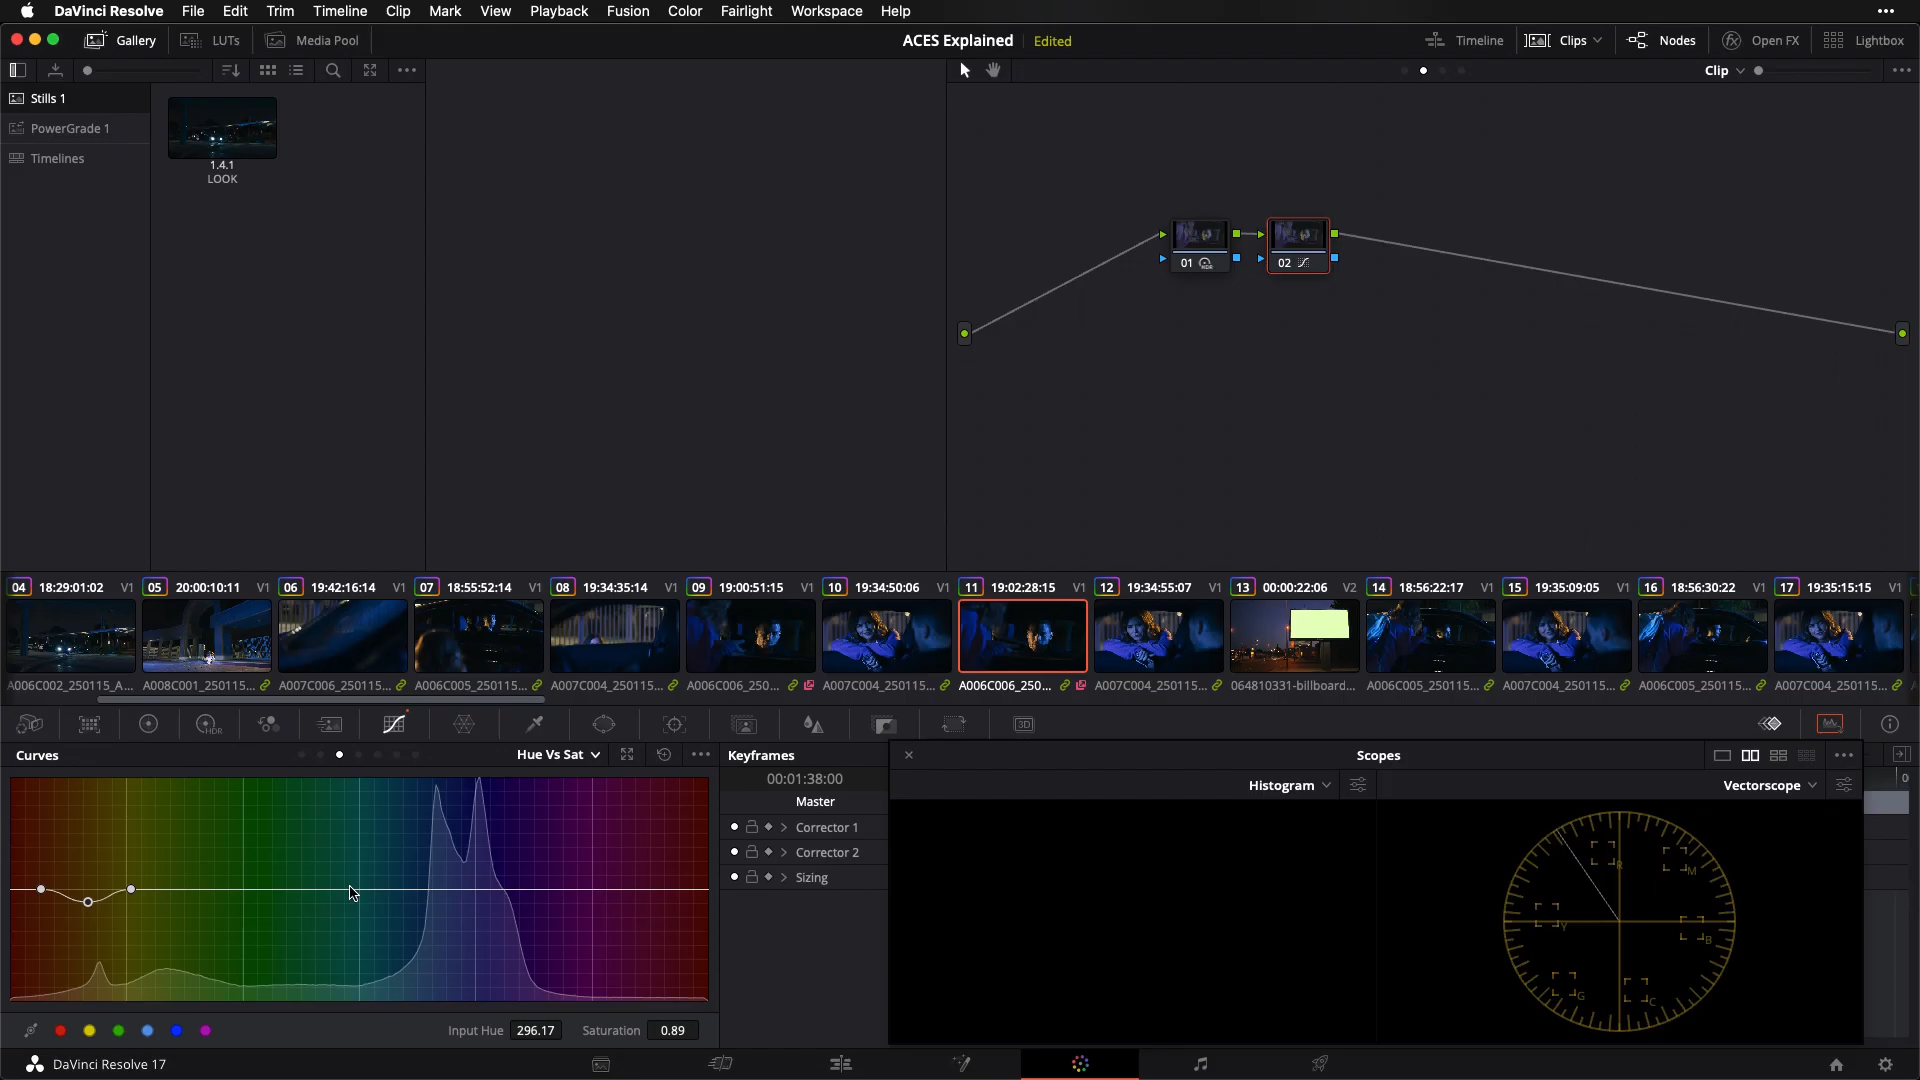 DaVinci Resolve File Edit Trim Timeline Clip Mark View Playback Fusion Color Fairlight Workspace Help
Gallery LUTs Media Pool ACES Explained Edited Timeline Clips Nodes Open FX Lightbox
Clip
Stills 1
PowerGrade 1
Timelines
1.4.1
LOOK
01 HDR
02
04 18:29:01:02 V1 05 20:00:10:11 V1 06 19:42:16:14 V1 07 18:55:52:14 V1 08 19:34:35:14 V1 09 19:00:51:15 V1 10 19:34:50:06 V1 11 19:02:28:15 V1 12 19:34:55:07 V1 13 00:00:22:06 V2 14 18:56:22:17 V1 15 19:35:09:05 V1 16 18:56:30:22 V1 17 19:35:15:15 V1
A006C002_250115_A... A008C001_250115... A007C006_250115... A006C005_250115... A007C004_250115... A006C006_250... A007C004_250115... A006C006_250... A007C004_250115... 064810331-billboard... A006C005_250115... A007C004_250115... A006C005_250115... A007C004_250115...
HDR 3D
Curves Hue Vs Sat Keyframes Scopes
00:01:38:00
Histogram Vectorscope
Master
Corrector 1
Corrector 2
Sizing
R M
Y B
G C
Input Hue 296.17 Saturation 0.89
DaVinci Resolve 17